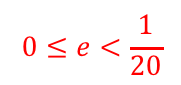 0 ≤ e < 1/20